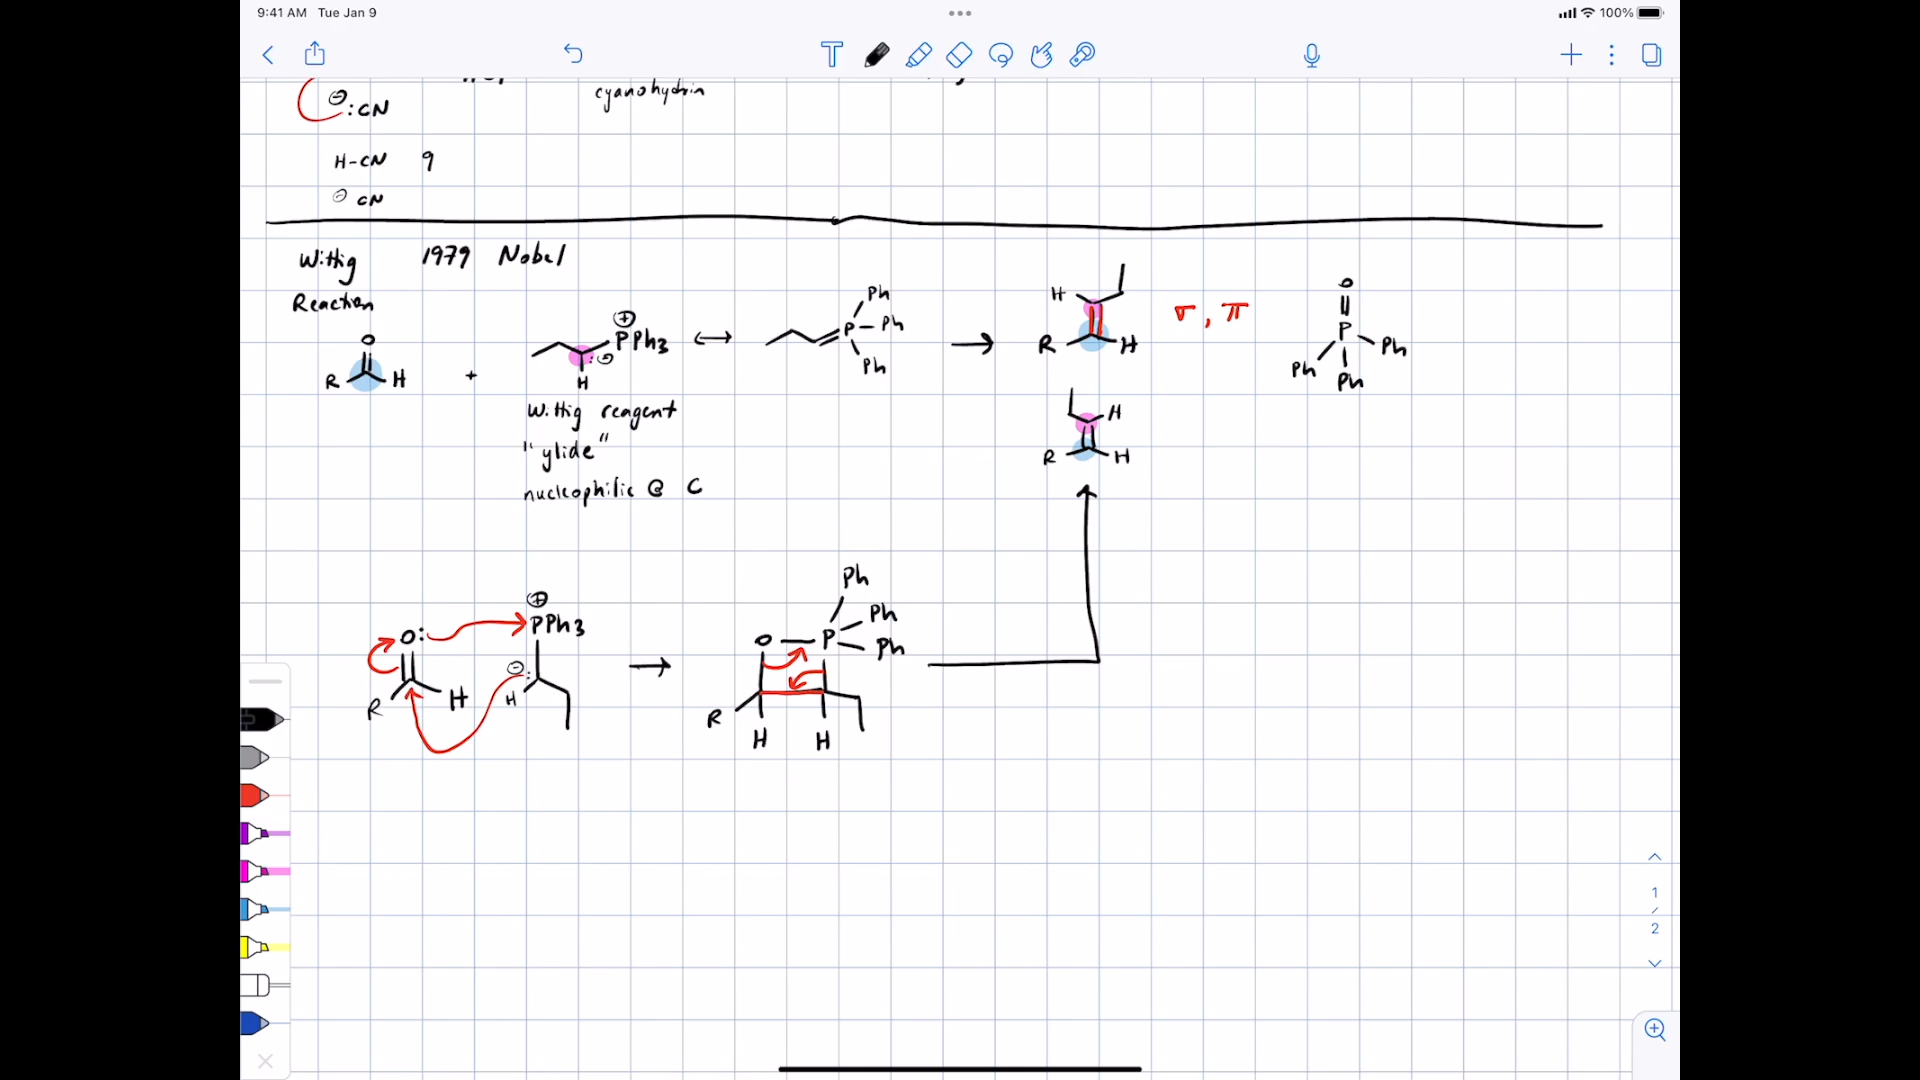 9:41 AM Tue Jan 9
100%
cyanohydrin
⊖:CN
H-CN
⊖ CN
Wittig 1979 Nobel
Reaction
O
R H
+
⊕
PPh3
:⊖
H
↔
Ph
P-Ph
Ph
→
H
R H
σ, π
O
P
Ph Ph
Ph
Wittig reagent
"ylide"
nucleophilic @ C
H
R H
⊕
O: PPh3
⊖:
R H H
→
Ph
O-P Ph
Ph
R
H H
1
/
2